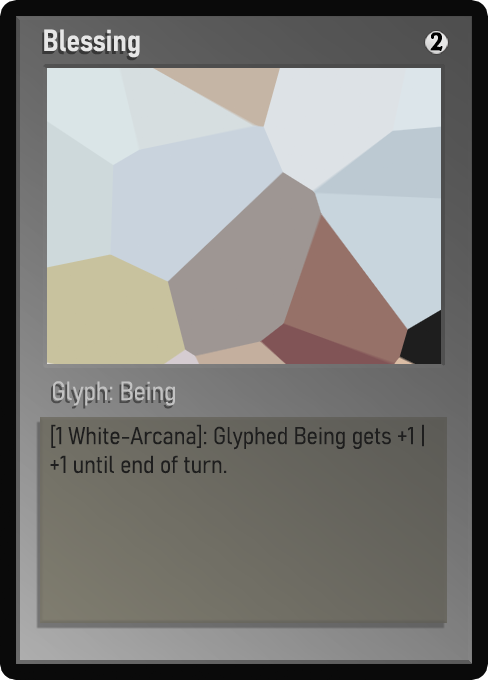 Blessing
2
Glyph: Being
[1 White-Arcana]: Glyphed Being gets +1 |
+1 until end of turn.